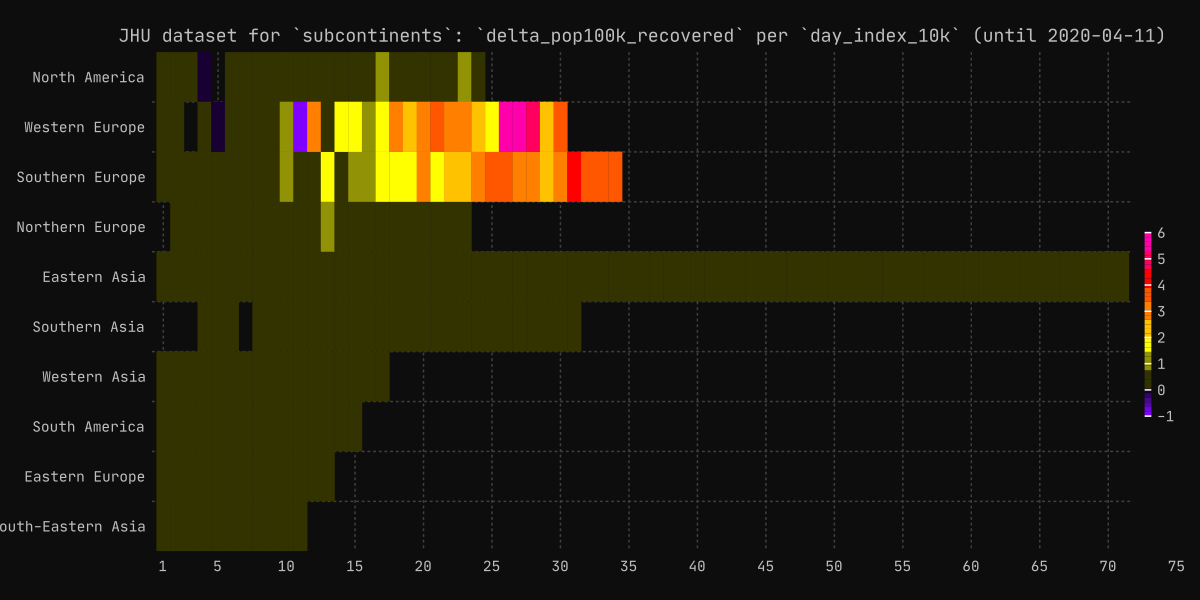 JHU dataset for `subcontinents`: `delta_pop100k_recovered` per `day_index_10k` (until 2020-04-11)
North America
Western Europe
Southern Europe
Northern Europe
Eastern Asia
Southern Asia
Western Asia
South America
Eastern Europe
outh-Eastern Asia
6
5
4
3
2
1
0
-1
1 5 10 15 20 25 30 35 40 45 50 55 60 65 70 75